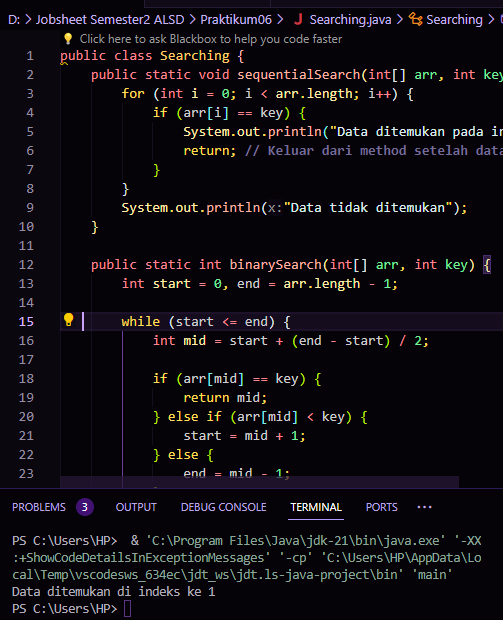 D: > Jobsheet Semester2 ALSD > Praktikum06 > J Searching.java > Searching >
Click here to ask Blackbox to help you code faster
1 public class Searching {
2 public static void sequentialSearch(int[] arr, int key
3 for (int i = 0; i < arr.length; i++) {
4 if (arr[i] == key) {
5 System.out.println("Data ditemukan pada in
6 return; // Keluar dari method setelah data
7 }
8 }
9 System.out.println(x:"Data tidak ditemukan");
10 }
11
12 public static int binarySearch(int[] arr, int key) {
13 int start = 0, end = arr.length - 1;
14
15 while (start <= end) {
16 int mid = start + (end - start) / 2;
17
18 if (arr[mid] == key) {
19 return mid;
20 } else if (arr[mid] < key) {
21 start = mid + 1;
22 } else {
23 end = mid - 1;
PROBLEMS 3 OUTPUT DEBUG CONSOLE TERMINAL PORTS ...
PS C:\Users\HP> & 'C:\Program Files\Java\jdk-21\bin\java.exe' '-XX
:+ShowCodeDetailsInExceptionMessages' '-cp' 'C:\Users\HP\AppData\Lo
cal\Temp\vscodesws_634ec\jdt_ws\jdt.ls-java-project\bin' 'main'
Data ditemukan di indeks ke 1
PS C:\Users\HP>